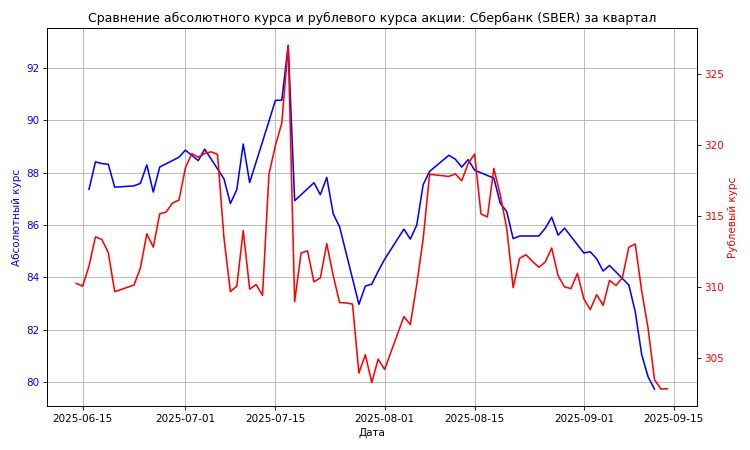 Сравнение абсолютного курса и рублевого курса акции: Сбербанк (SBER) за квартал
Абсолютный курс
92
90
88
86
84
82
80
325
320
315
310
305
Рублевый курс
2025-06-15 2025-07-01 2025-07-15 2025-08-01 2025-08-15 2025-09-01 2025-09-15
Дата